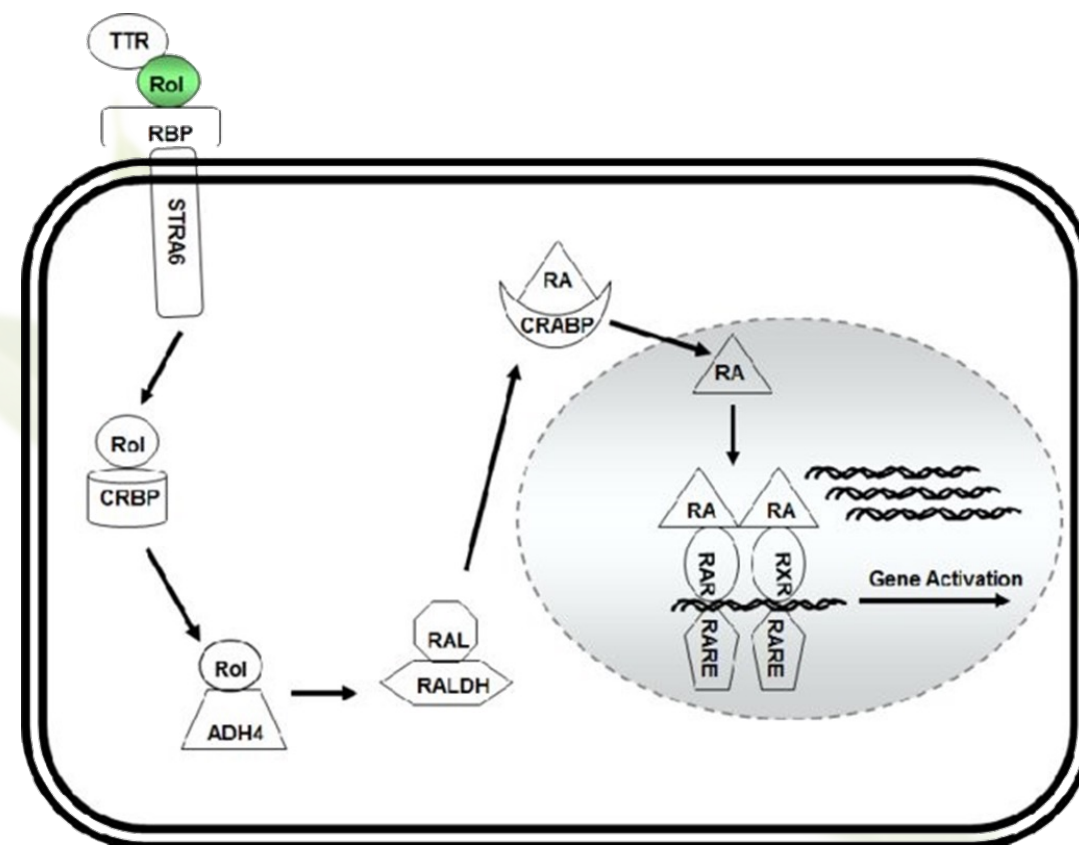 TTR
Rol
RBP
STRA6
Rol
CRBP
Rol
ADH4
RAL
RALDH
RA
CRABP
RA
RA
RA
RAR
RXR
RARE
RARE
Gene Activation